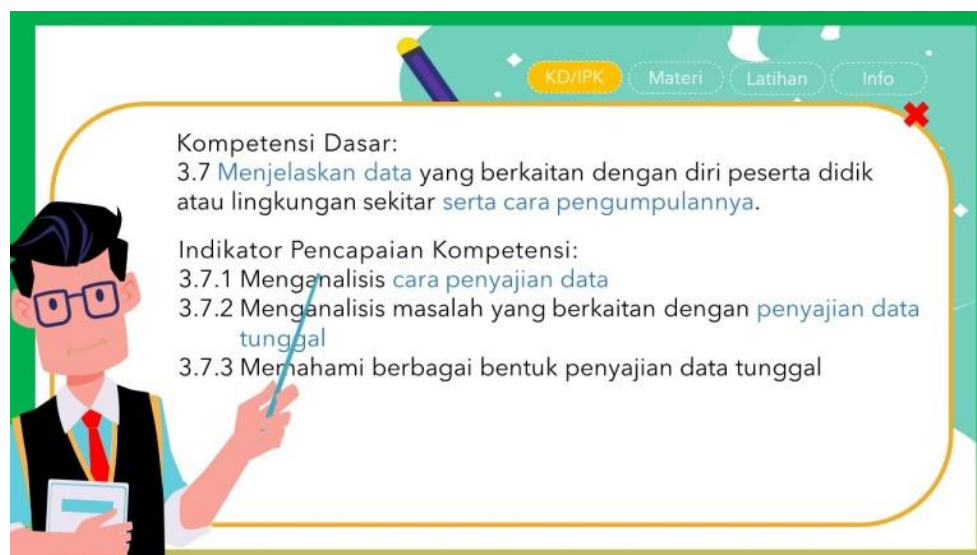 KD/IPK Materi Latihan Info
Kompetensi Dasar:
3.7 Menjelaskan data yang berkaitan dengan diri peserta didik
atau lingkungan sekitar serta cara pengumpulannya.
Indikator Pencapaian Kompetensi:
3.7.1 Menganalisis cara penyajian data
3.7.2 Menganalisis masalah yang berkaitan dengan penyajian data
tunggal
3.7.3 Memahami berbagai bentuk penyajian data tunggal